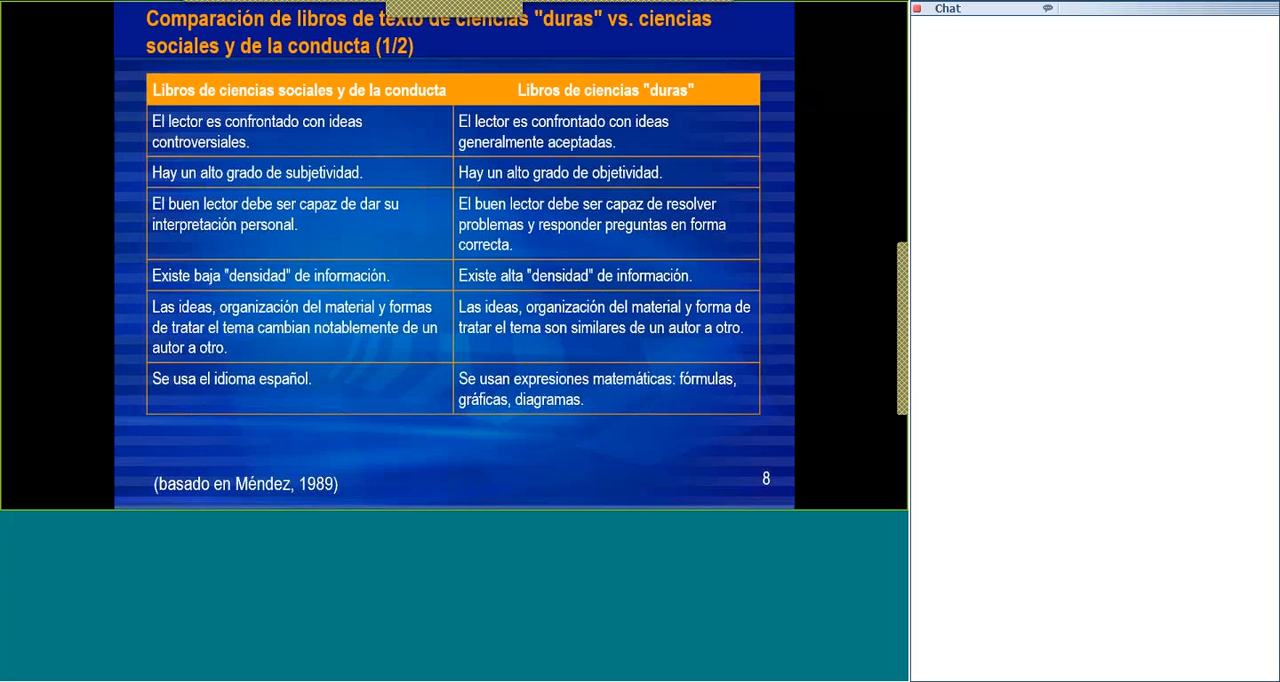 Comparación de libros de texto de ciencias "duras" vs. ciencias
sociales y de la conducta (1/2)
Libros de ciencias sociales y de la conducta
Libros de ciencias "duras"
El lector es confrontado con ideas
controversiales.
El lector es confrontado con ideas
generalmente aceptadas.
Hay un alto grado de subjetividad.
Hay un alto grado de objetividad.
El buen lector debe ser capaz de dar su
interpretación personal.
El buen lector debe ser capaz de resolver
problemas y responder preguntas en forma
correcta.
Existe baja "densidad" de información.
Existe alta "densidad" de información.
Las ideas, organización del material y formas
de tratar el tema cambian notablemente de un
autor a otro.
Las ideas, organización del material y forma de
tratar el tema son similares de un autor a otro.
Se usa el idioma español.
Se usan expresiones matemáticas: fórmulas,
gráficas, diagramas.
(basado en Méndez, 1989)
8
Chat